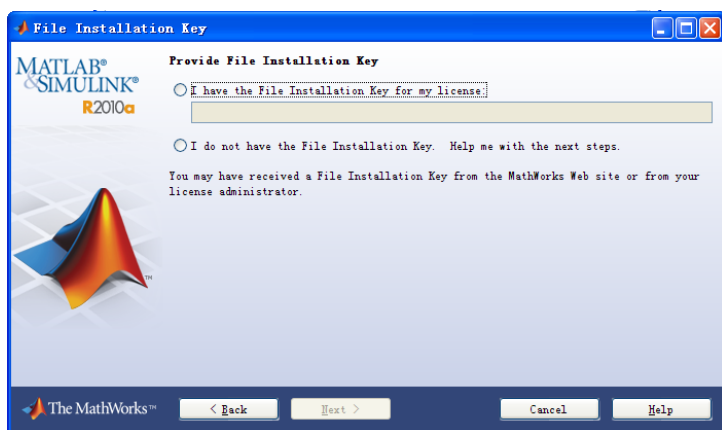 File Installation Key
MATLAB®
&SIMULINK®
R2010a
Provide File Installation Key
I have the File Installation Key for my license:
I do not have the File Installation Key. Help me with the next steps.
You may have received a File Installation Key from the MathWorks Web site or from your
license administrator.
TM
The MathWorks™
< Back
Next >
Cancel
Help